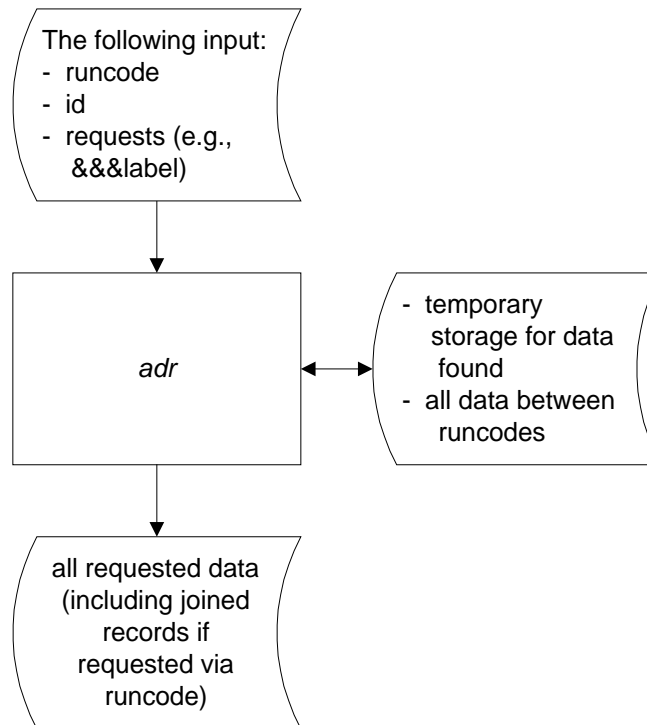 The following input:
- runcode
- id
- requests (e.g.,
&&&label)
adr
- temporary
storage for data
found
- all data between
runcodes
all requested data
(including joined
records if
requested via
runcode)